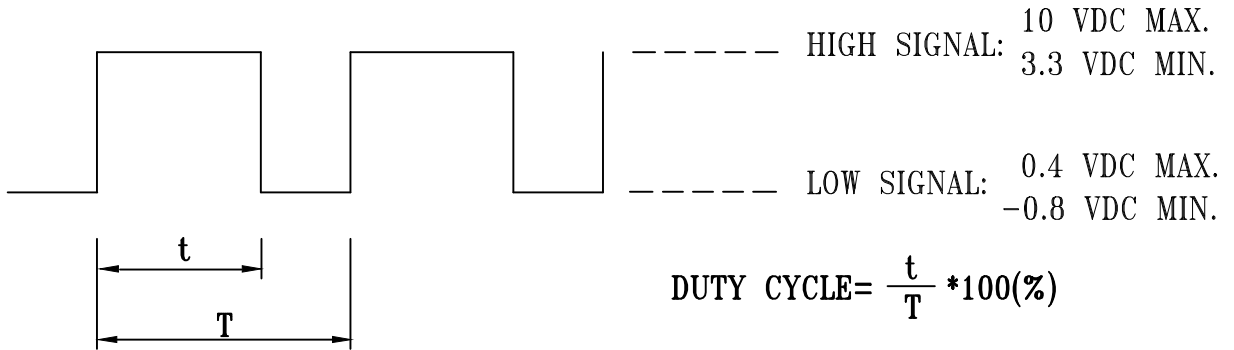 HIGH SIGNAL: 10 VDC MAX.
3.3 VDC MIN.
LOW SIGNAL: 0.4 VDC MAX.
-0.8 VDC MIN.
t
T
DUTY CYCLE= t/T *100(%)